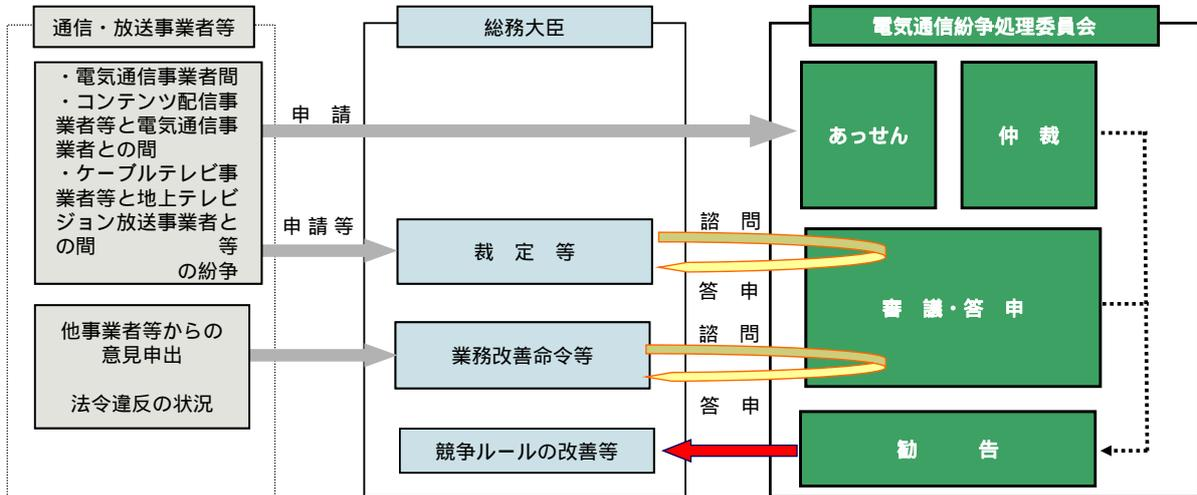 通信・放送事業者等
総務大臣
電気通信紛争処理委員会
・電気通信事業者間
・コンテンツ配信事
業者等と電気通信事
業者との間
・ケーブルテレビ事
業者等と地上テレビ
ジョン放送事業者と
の間 等
の紛争
申 請
あっせん
仲 裁
申 請 等
裁 定 等
諮 問
答 申
審 議・答 申
他事業者等からの
意見申出
法令違反の状況
業務改善命令等
諮 問
答 申
競争ルールの改善等
勧 告